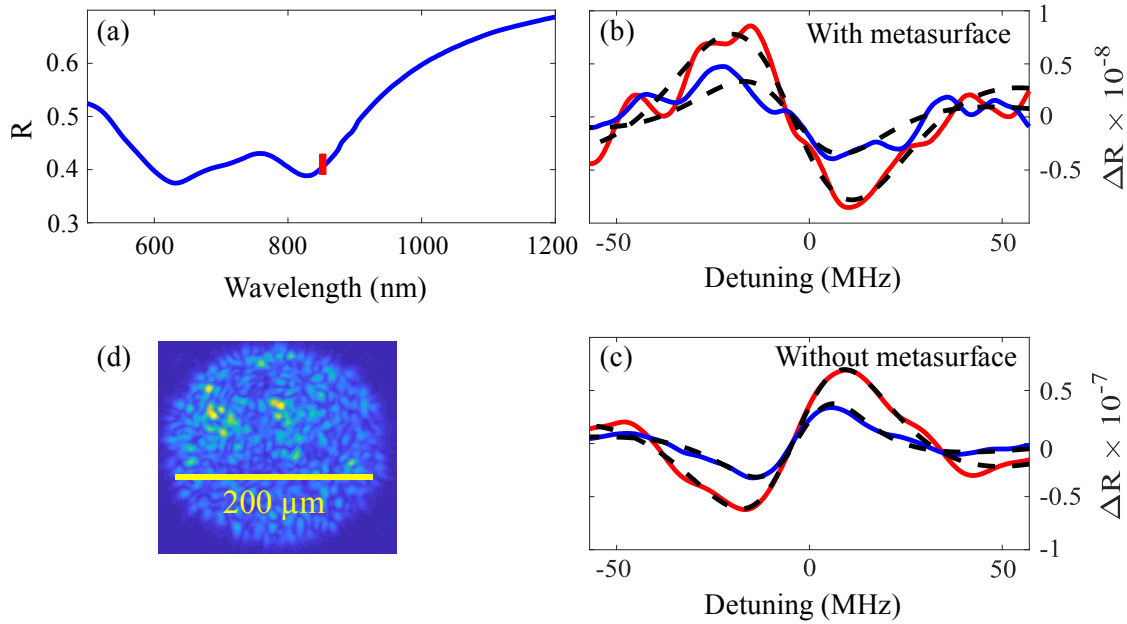 (a)
R
0.6
0.5
0.4
0.3
600
800
1000
1200
Wavelength (nm)
(b)
With metasurface
1
0.5
0
-0.5
ΔR × 10⁻⁸
-50
0
50
Detuning (MHz)
(d)
200 µm
(c)
Without metasurface
0.5
0
-0.5
-1
ΔR × 10⁻⁷
-50
0
50
Detuning (MHz)